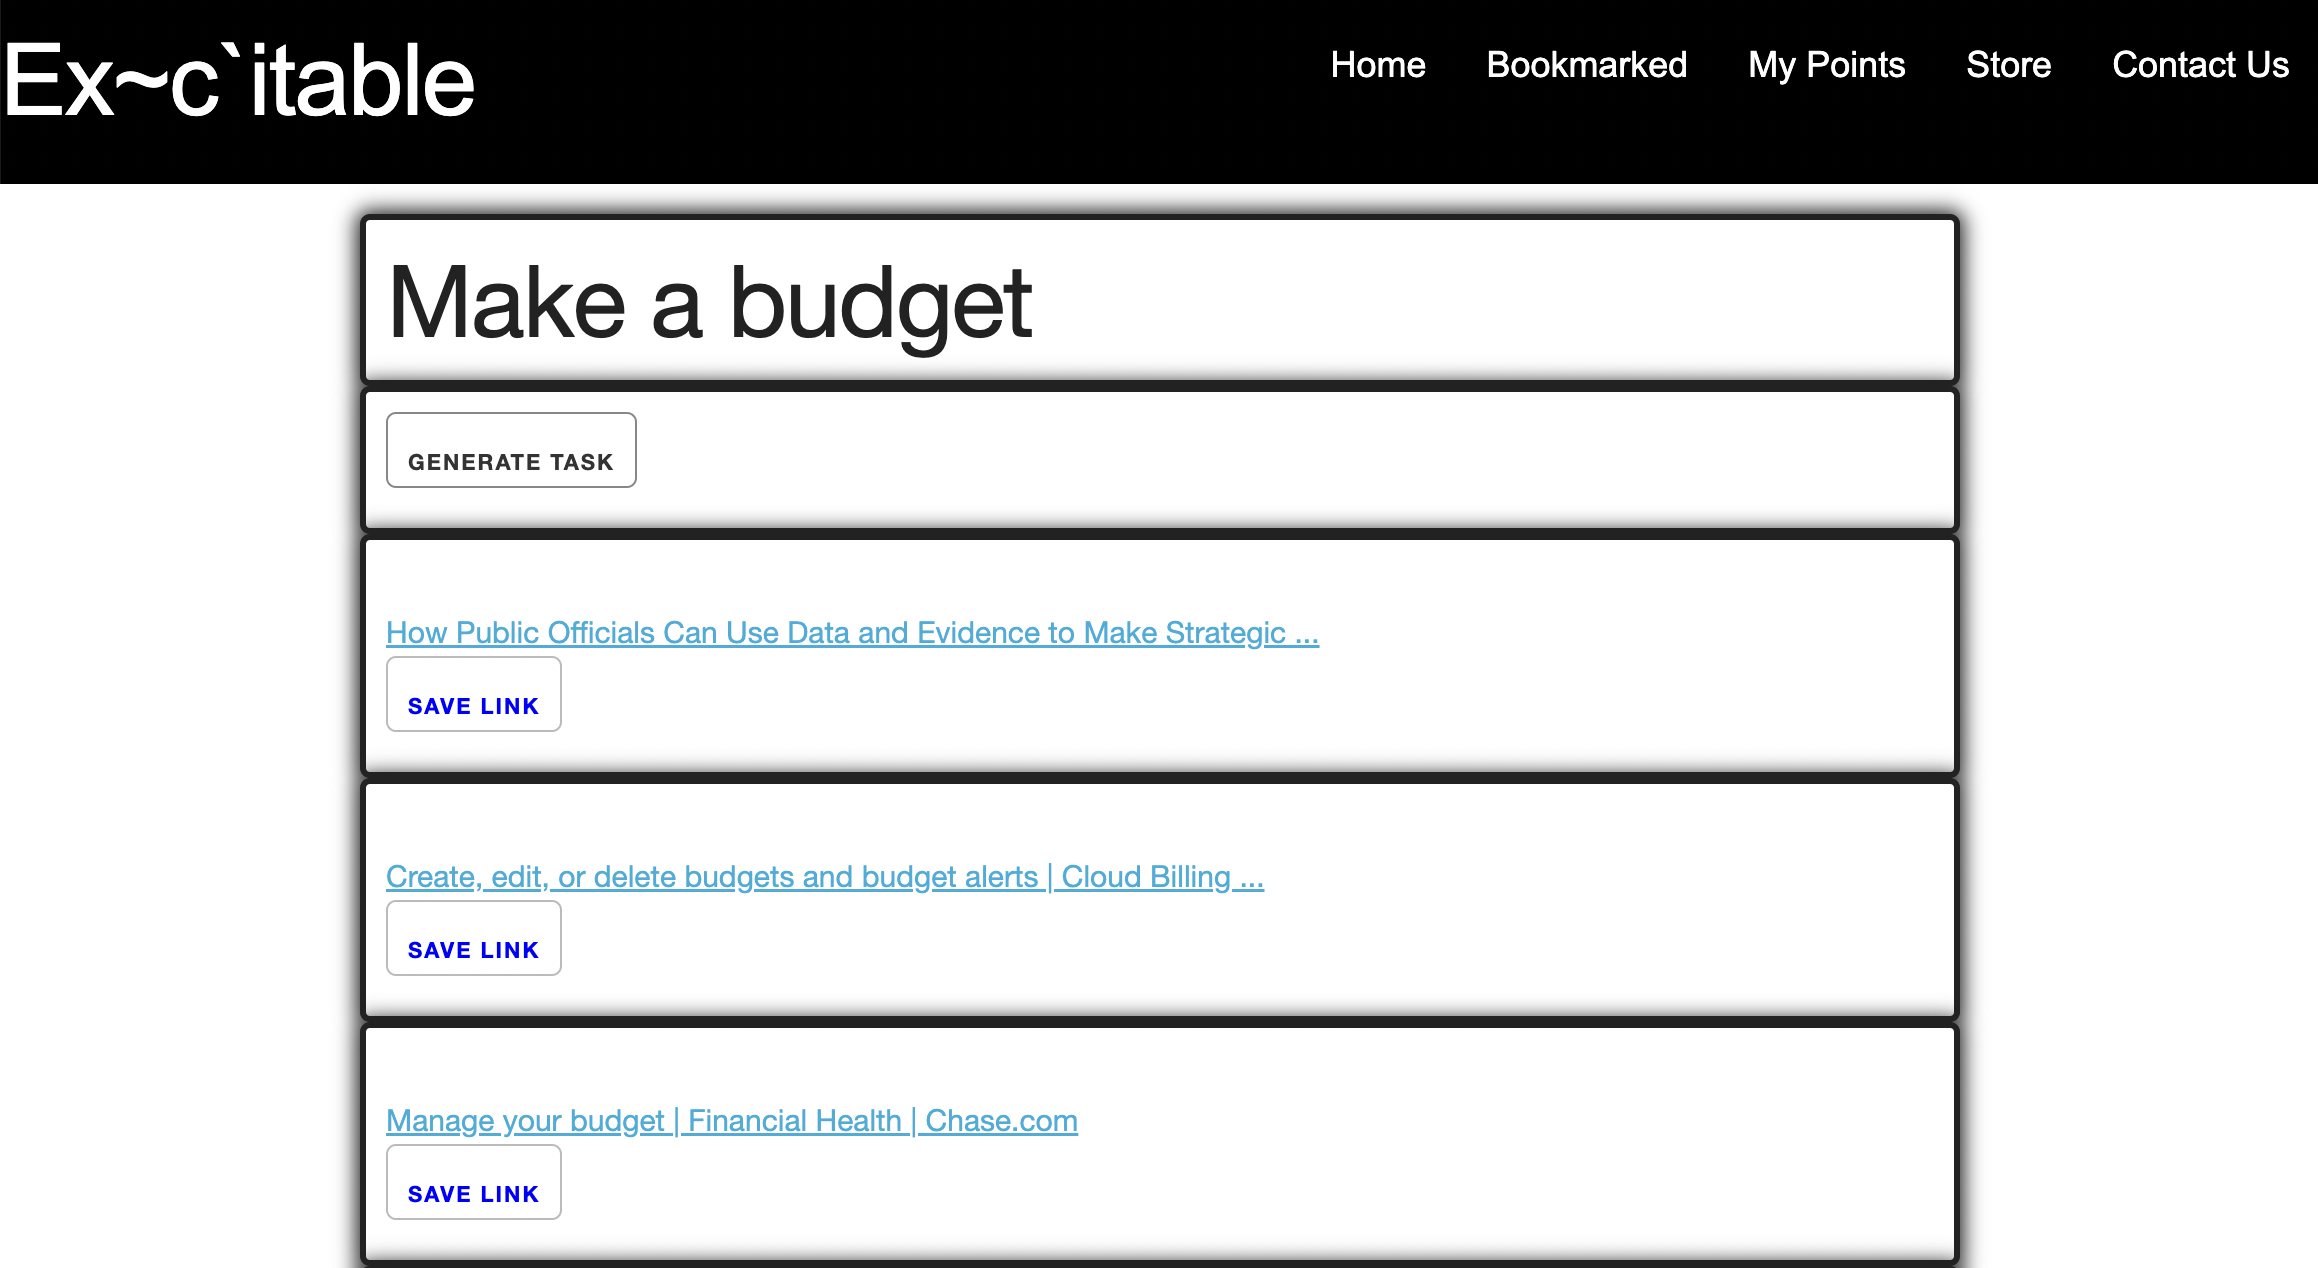 Ex~c`itable
Home Bookmarked My Points Store Contact Us
Make a budget
GENERATE TASK
How Public Officials Can Use Data and Evidence to Make Strategic ...
SAVE LINK
Create, edit, or delete budgets and budget alerts | Cloud Billing ...
SAVE LINK
Manage your budget | Financial Health | Chase.com
SAVE LINK